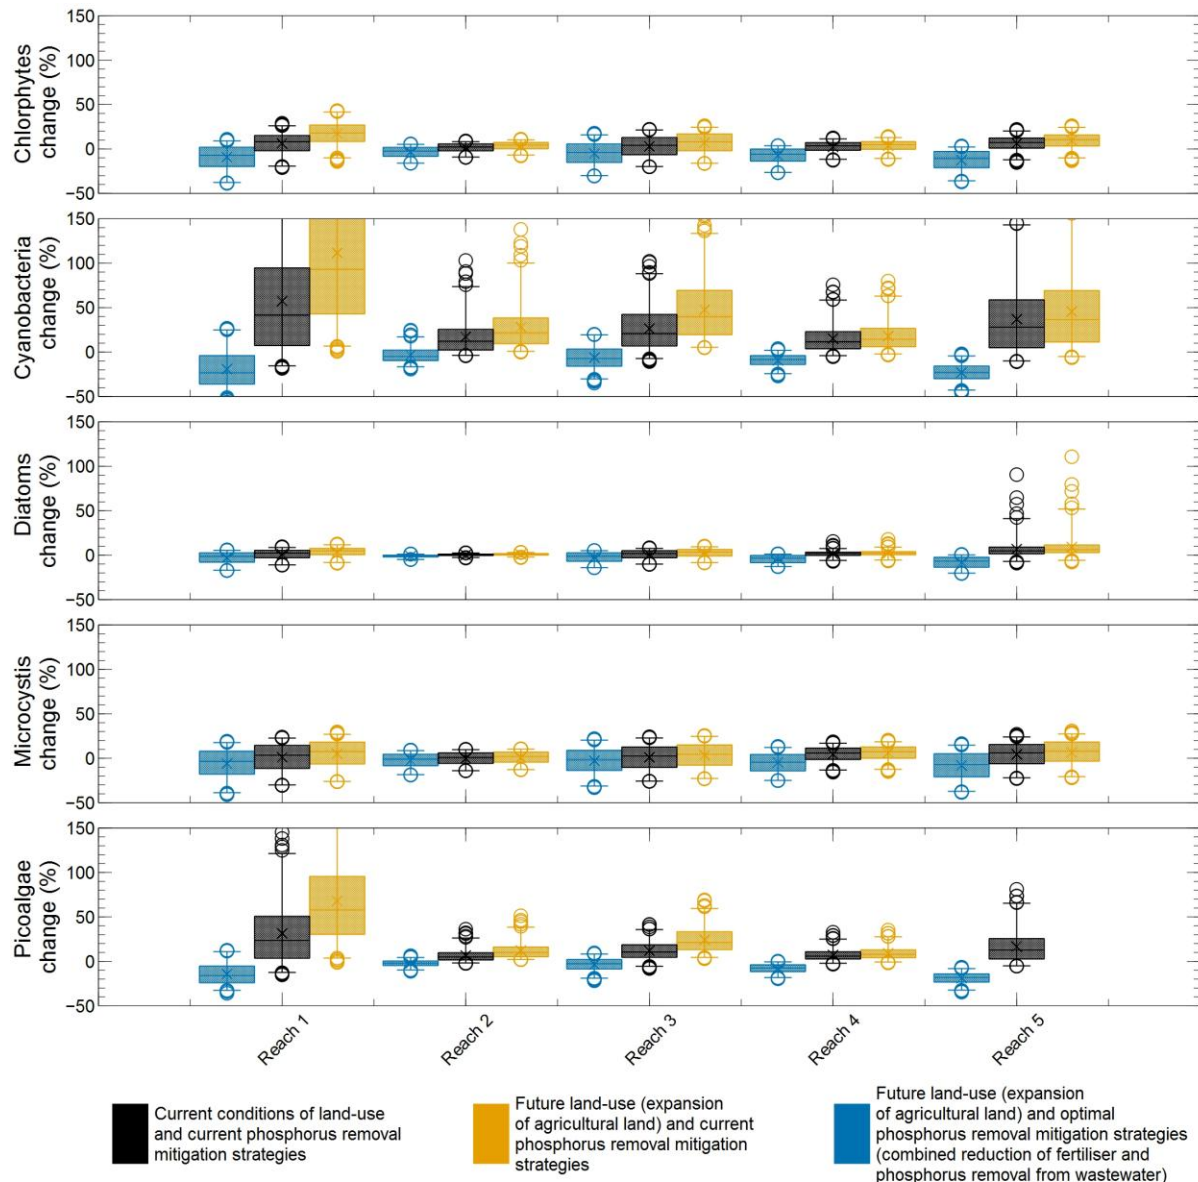 Chlorphytes
change (%)
150
100
50
0
−50
Cyanobacteria
change (%)
150
100
50
0
−50
Diatoms
change (%)
150
100
50
0
−50
Microcystis
change (%)
150
100
50
0
−50
Picoalgae
change (%)
150
100
50
0
−50
Reach 1
Reach 2
Reach 3
Reach 4
Reach 5
Current conditions of land-use
and current phosphorus removal
mitigation strategies
Future land-use (expansion
of agricultural land) and current
phosphorus removal mitigation
strategies
Future land-use (expansion
of agricultural land) and optimal
phosphorus removal mitigation strategies
(combined reduction of fertiliser and
phosphorus removal from wastewater)